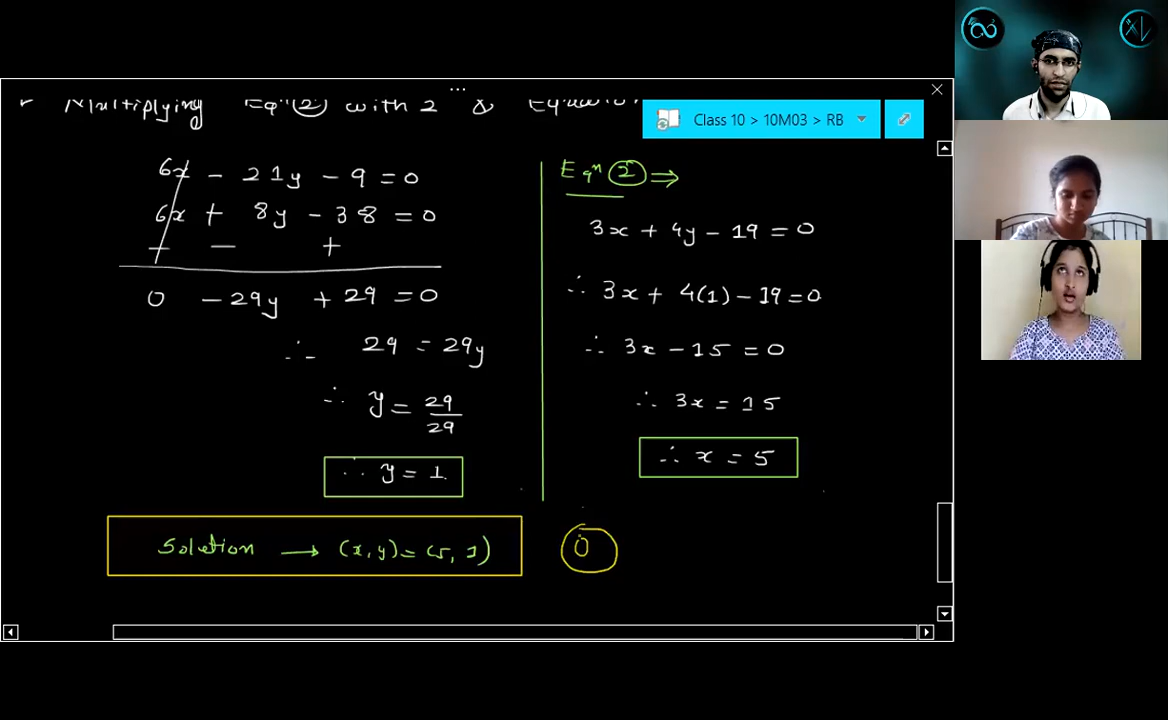 Multiplying Eqⁿ (2) with 2 &
Class 10 > 10M03 > RB
6x - 21y - 9 = 0
6x + 8y - 38 = 0
- - +
0 - 29y + 29 = 0
∴ 29 = 29y
∴ y = 29/29
∴ y = 1
Eqⁿ (2) ⇒
3x + 4y - 19 = 0
∴ 3x + 4(1) - 19 = 0
∴ 3x - 15 = 0
∴ 3x = 15
∴ x = 5
Solution → (x, y) = (5, 1)